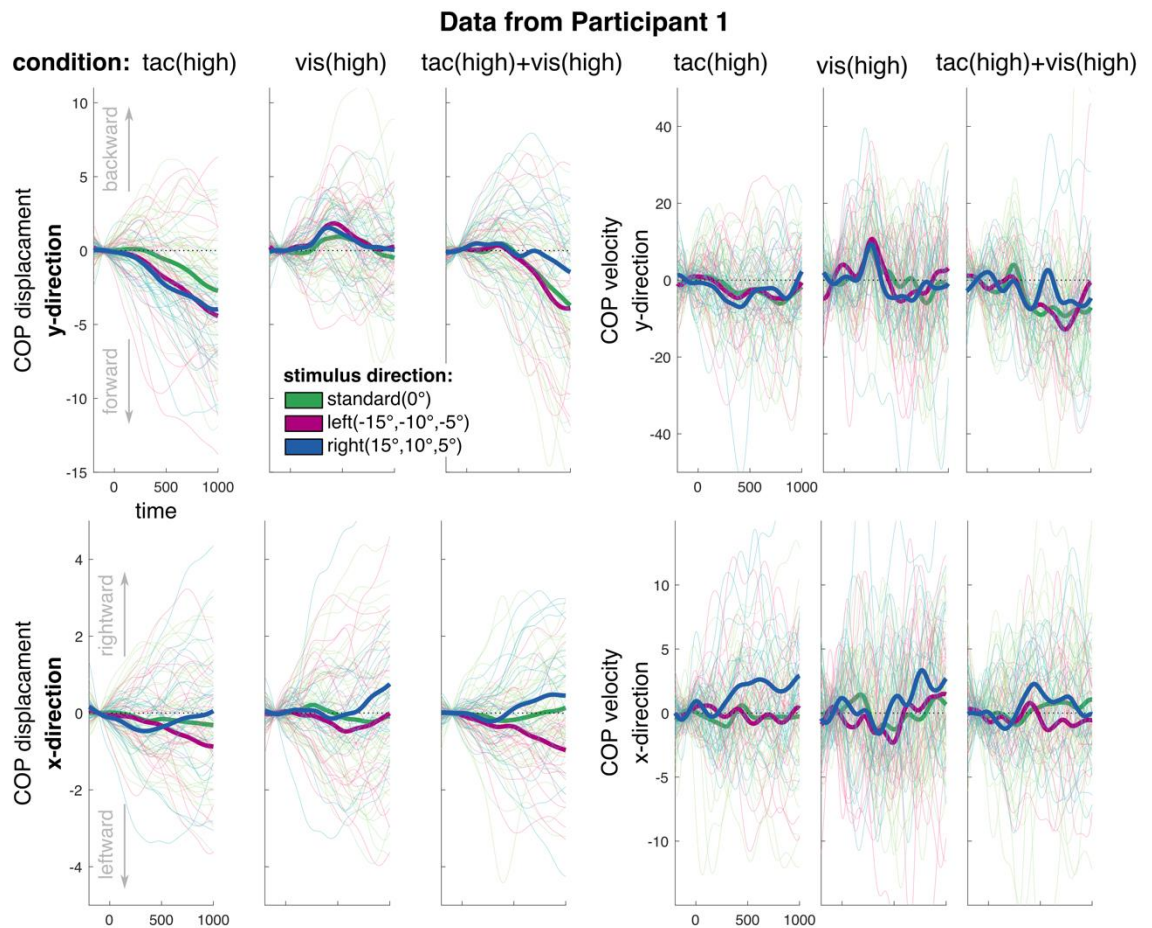 Data from Participant 1
condition: tac(high) vis(high) tac(high)+vis(high) tac(high) vis(high) tac(high)+vis(high)
COP displacament
y-direction
10
5
0
-5
-10
-15
backward
forward
0 500 1000
time
stimulus direction:
standard(0°)
left(-15°,-10°,-5°)
right(15°,10°,5°)
COP velocity
y-direction
40
20
0
-20
-40
0 500 1000
COP displacament
x-direction
4
2
0
-2
-4
rightward
leftward
0 500 1000
COP velocity
x-direction
10
5
0
-5
-10
0 500 1000